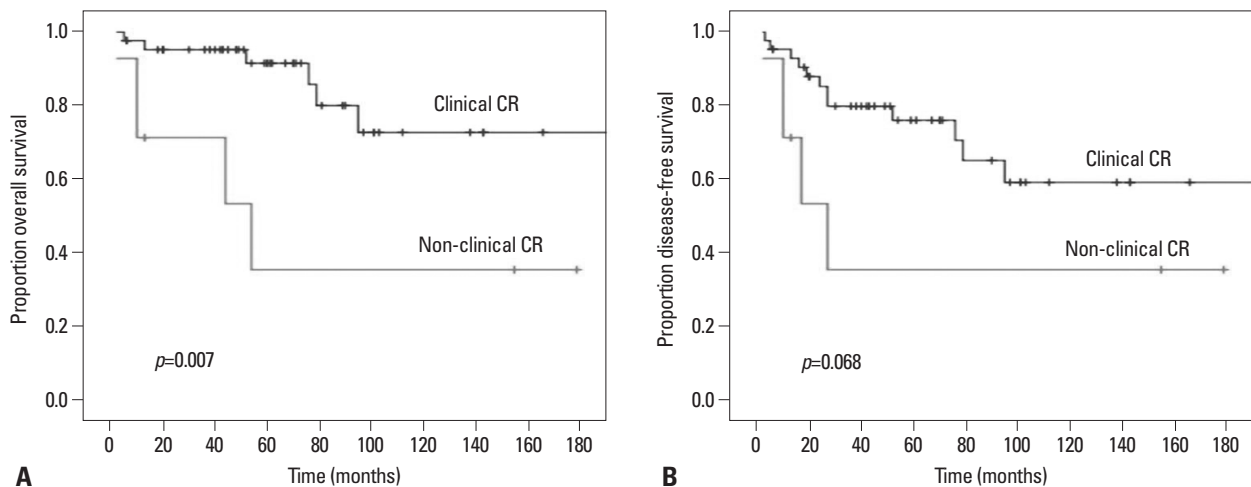 Proportion overall survival
1.0
0.8
0.6
0.4
0.2
0.0
Clinical CR
Non-clinical CR
p=0.007
0 20 40 60 80 100 120 140 160 180
Time (months)
A
Proportion disease-free survival
1.0
0.8
0.6
0.4
0.2
0.0
Clinical CR
Non-clinical CR
p=0.068
0 20 40 60 80 100 120 140 160 180
Time (months)
B